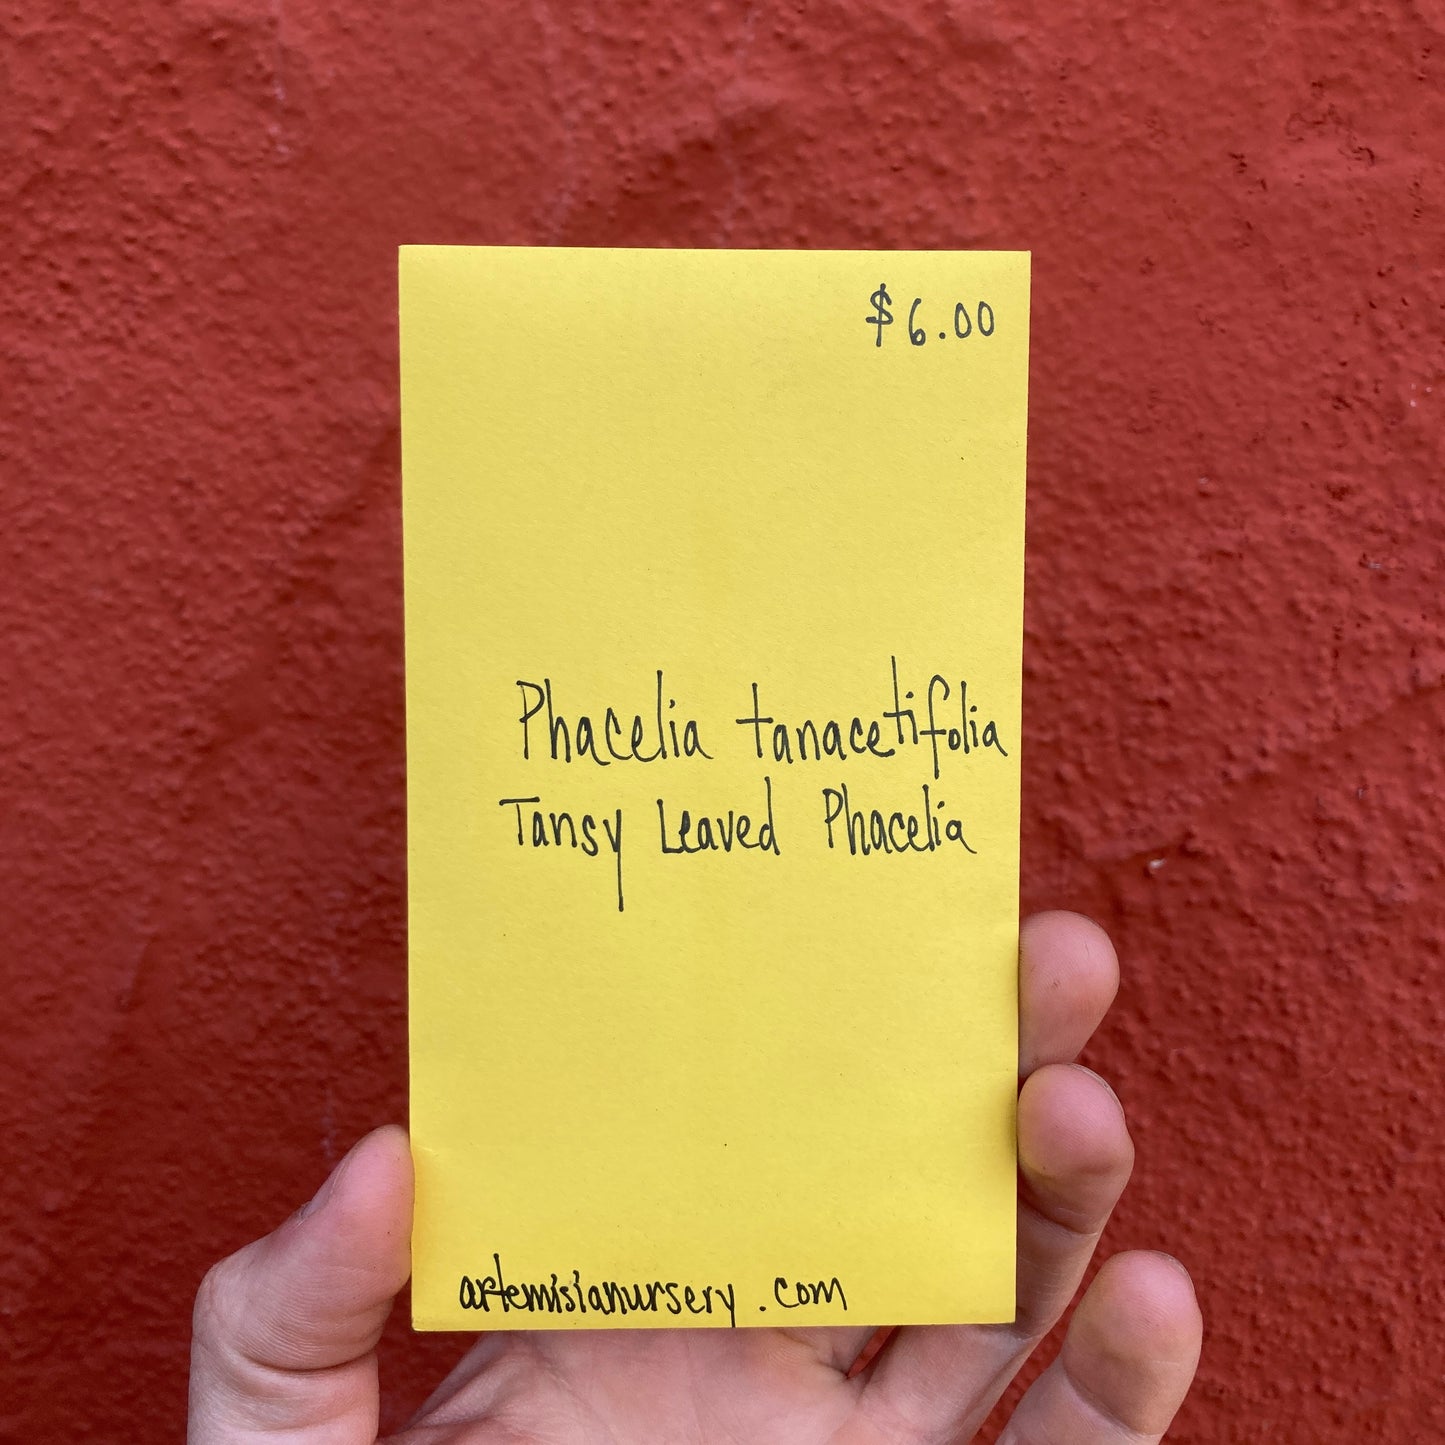 $6.00
Phacelia tanacetifolia
Tansy Leaved Phacelia
artemisianursery.com